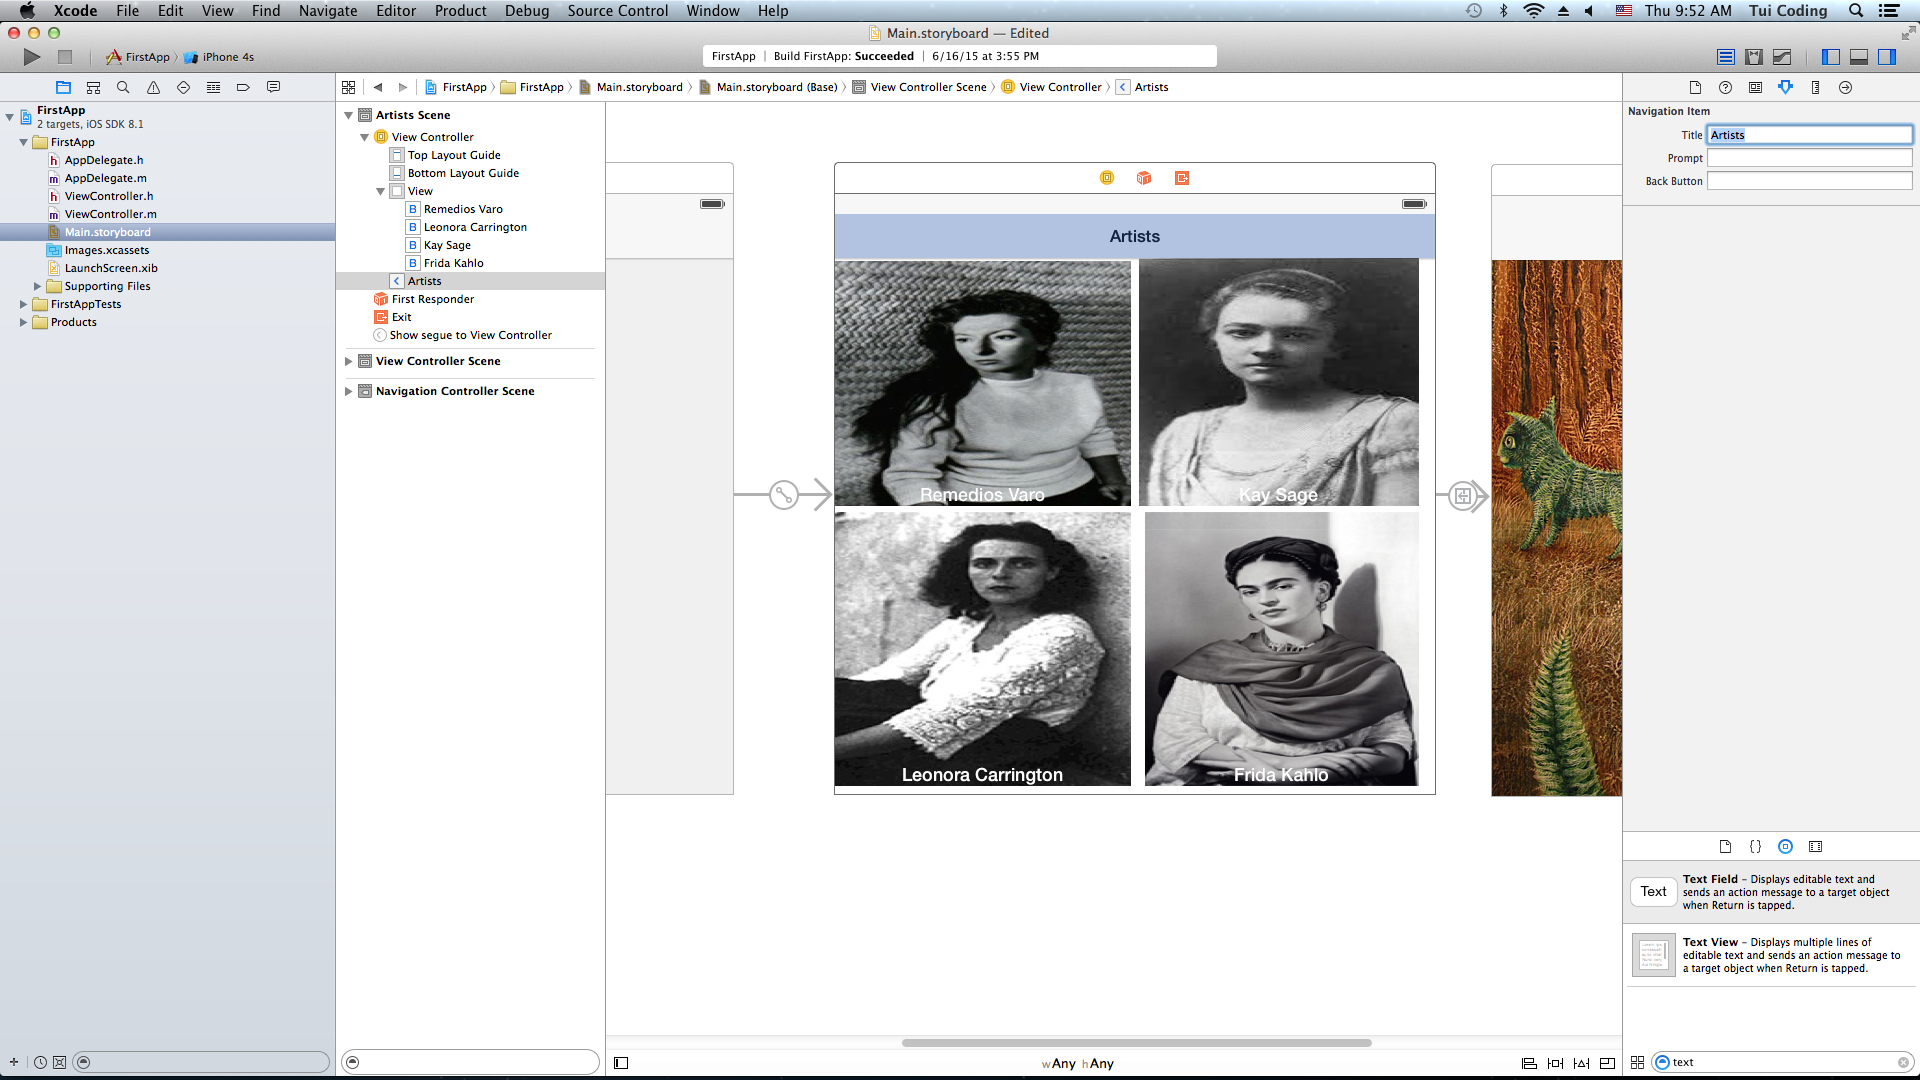 Xcode File Edit View Find Navigate Editor Product Debug Source Control Window Help Thu 9:52 AM Tui Coding
Main.storyboard — Edited
FirstApp iPhone 4s
FirstApp Build FirstApp: Succeeded 6/16/15 at 3:55 PM
FirstApp FirstApp Main.storyboard Main.storyboard (Base) View Controller Scene View Controller Artists
FirstApp
2 targets, iOS SDK 8.1
FirstApp
AppDelegate.h
AppDelegate.m
ViewController.h
ViewController.m
Main.storyboard
Images.xcassets
LaunchScreen.xib
Supporting Files
FirstAppTests
Products
Artists Scene
View Controller
Top Layout Guide
Bottom Layout Guide
View
B Remedios Varo
B Leonora Carrington
B Kay Sage
B Frida Kahlo
Artists
First Responder
Exit
Show segue to View Controller
View Controller Scene
Navigation Controller Scene
Artists
Remedios Varo
Kay Sage
Leonora Carrington
Frida Kahlo
wAny hAny
Navigation Item
Title Artists
Prompt
Back Button
Text
Text Field – Displays editable text and
sends an action message to a target object
when Return is tapped.
Text View – Displays multiple lines of
editable text and sends an action message to
a target object when Return is tapped.
text